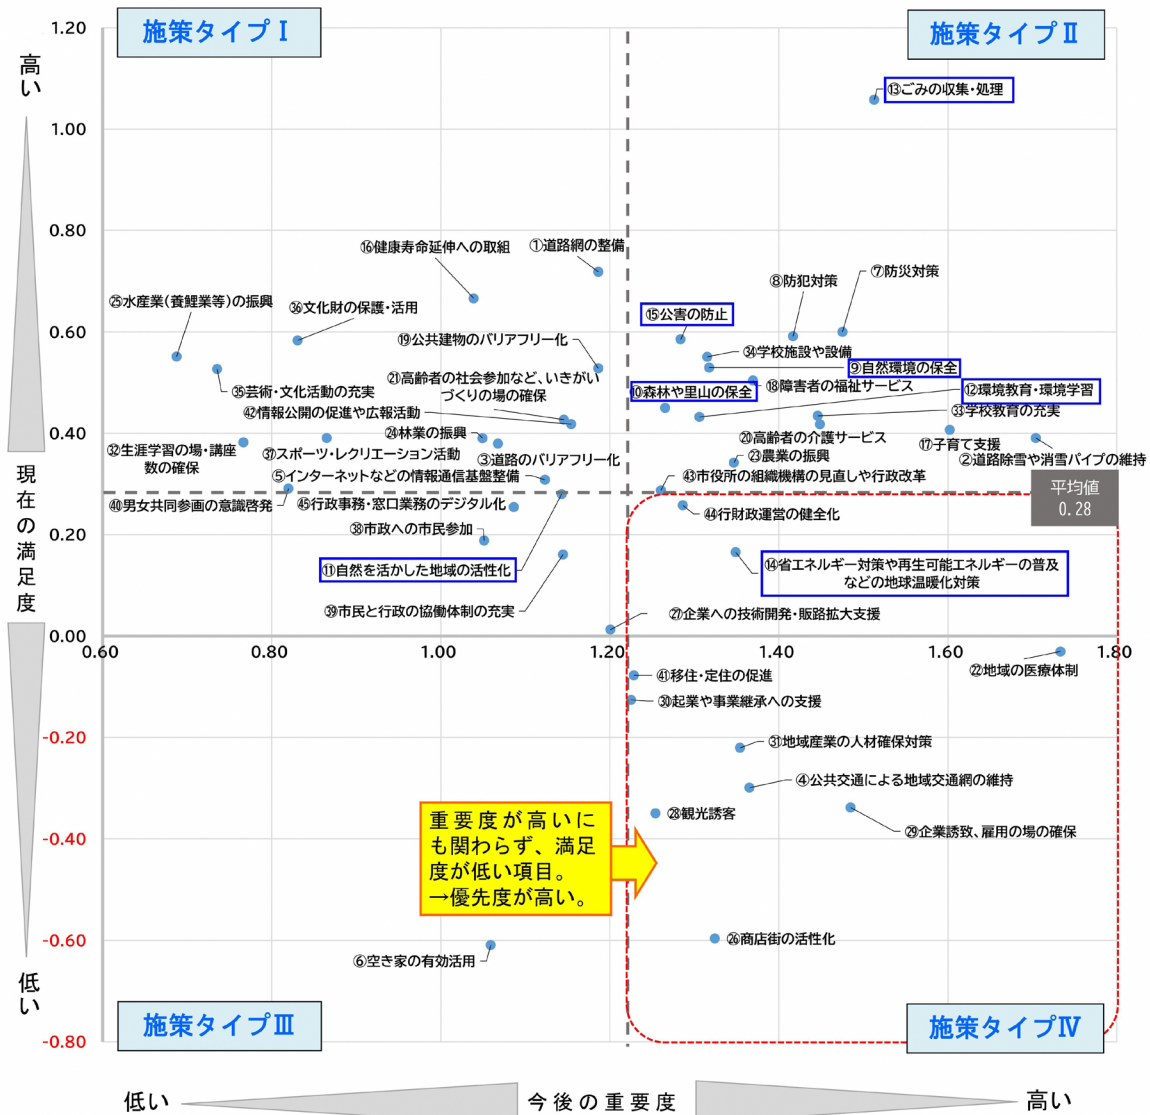 施策タイプⅠ
施策タイプⅡ
1.20
高い
⑬ごみの収集・処理
1.00
0.80
⑯健康寿命延伸への取組
①道路網の整備
⑧防犯対策
⑦防災対策
㉕水産業(養鯉業等)の振興
㊱文化財の保護・活用
⑮公害の防止
0.60
⑲公共建物のバリアフリー化
㉞学校施設や設備
⑨自然環境の保全
㉑高齢者の社会参加など、いきがい
づくりの場の確保
㉟芸術・文化活動の充実
⑩森林や里山の保全
⑱障害者の福祉サービス
⑫環境教育・環境学習
㊷情報公開の促進や広報活動
㉝学校教育の充実
0.40
㉔林業の振興
⑳高齢者の介護サービス
⑰子育て支援
㉜生涯学習の場・講座
数の確保
㊲スポーツ・レクリエーション活動
③道路のバリアフリー化
㉓農業の振興
②道路除雪や消雪パイプの維持
⑤インターネットなどの情報通信基盤整備
㊸市役所の組織機構の見直しや行政改革
現在の満足度
平均値
0.28
㊵男女共同参画の意識啓発
㊺行政事務・窓口業務のデジタル化
㊹行財政運営の健全化
0.20
㊳市政への市民参加
⑪自然を活かした地域の活性化
⑭省エネルギー対策や再生可能エネルギーの普及
などの地球温暖化対策
㊴市民と行政の協働体制の充実
㉗企業への技術開発・販路拡大支援
0.00
0.60
0.80
1.00
1.20
1.40
1.60
1.80
㉒地域の医療体制
㊶移住・定住の促進
㉚起業や事業継承への支援
-0.20
㉛地域産業の人材確保対策
④公共交通による地域交通網の維持
㉘観光誘客
㉙企業誘致、雇用の場の確保
-0.40
重要度が高いに
も関わらず、満足
度が低い項目。
→優先度が高い。
-0.60
㉖商店街の活性化
⑥空き家の有効活用
低い
施策タイプⅢ
施策タイプⅣ
-0.80
低い
今後の重要度
高い